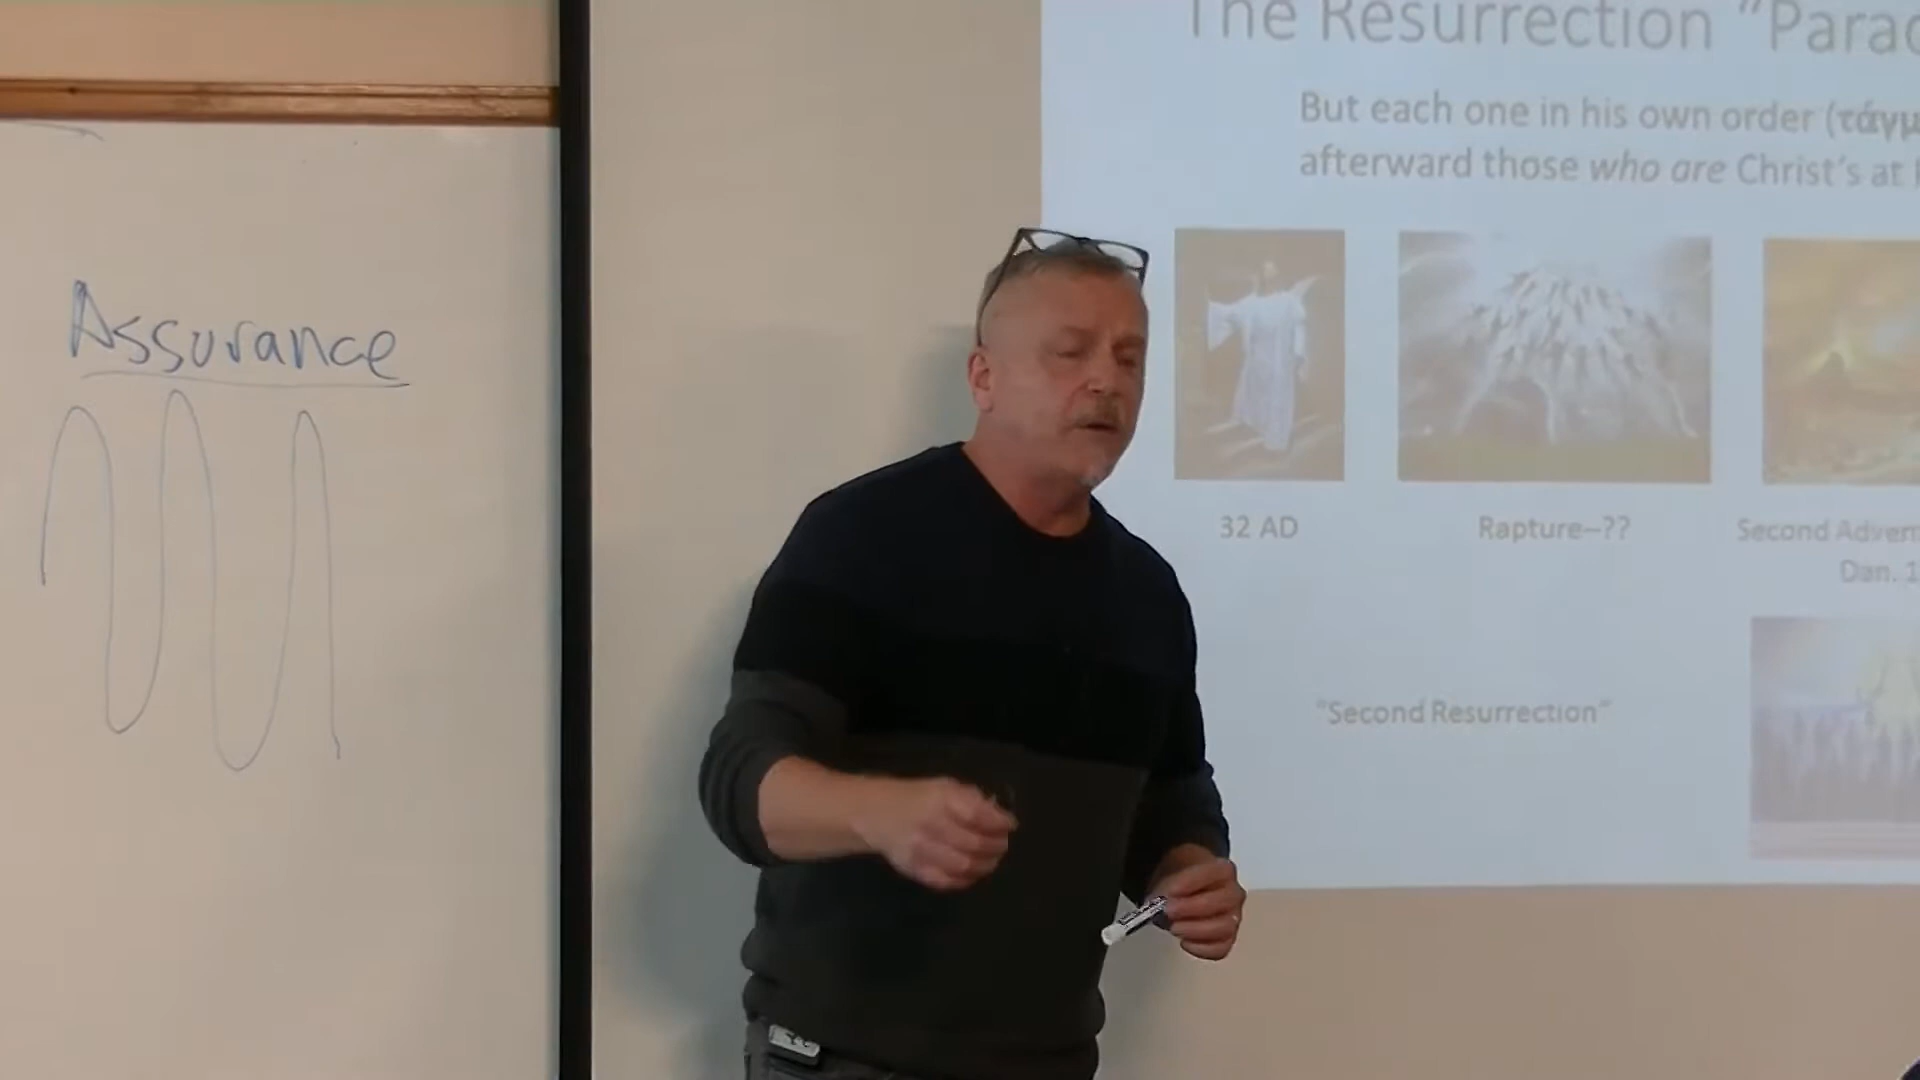 Assurance
The Resurrection "Parad
But each one in his own order (τάγμ
afterward those who are Christ's at
32 AD
Rapture–??
Second Adven
Dan. 1
"Second Resurrection"